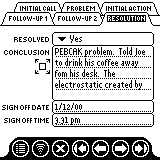 INITIAL CALL PROBLEM INITIAL ACTION
FOLLOW-UP 1 FOLLOW-UP 2 RESOLUTION
RESOLVED Yes
CONCLUSION PEBCAK problem. Told Joe
to drink his coffee away
fom his desk. The
electrostatic created by
SIGN OFF DATE 1/12/00
SIGN OFF TIME 3.31 pm